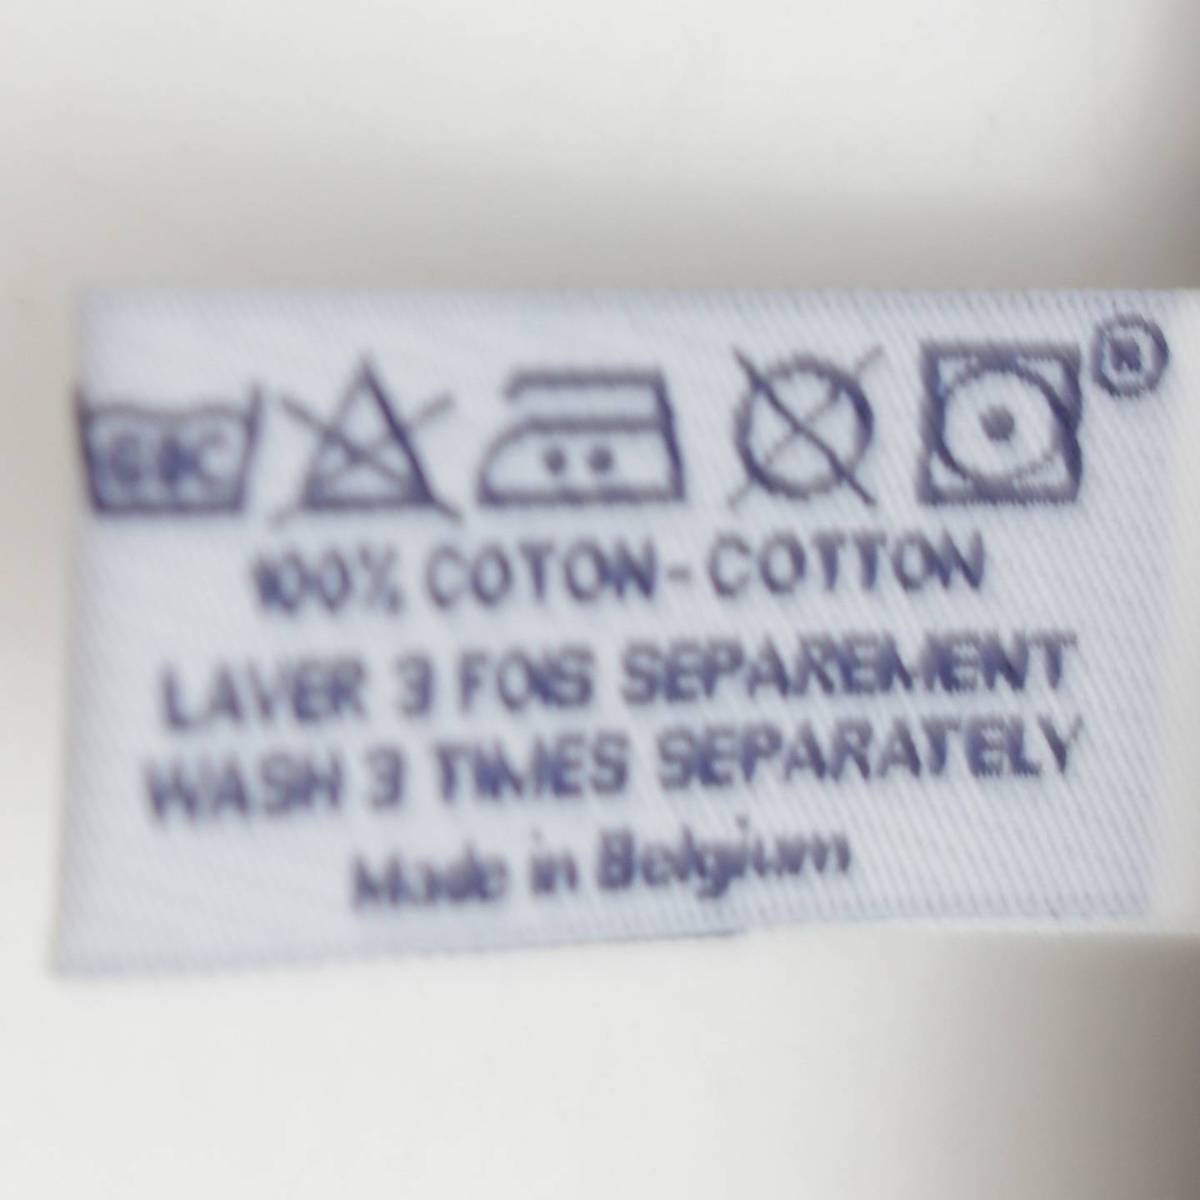 100% COTON - COTTON
LAVER 3 FOIS SEPAREMENT
WASH 3 TIMES SEPARATELY
Made in Belgium